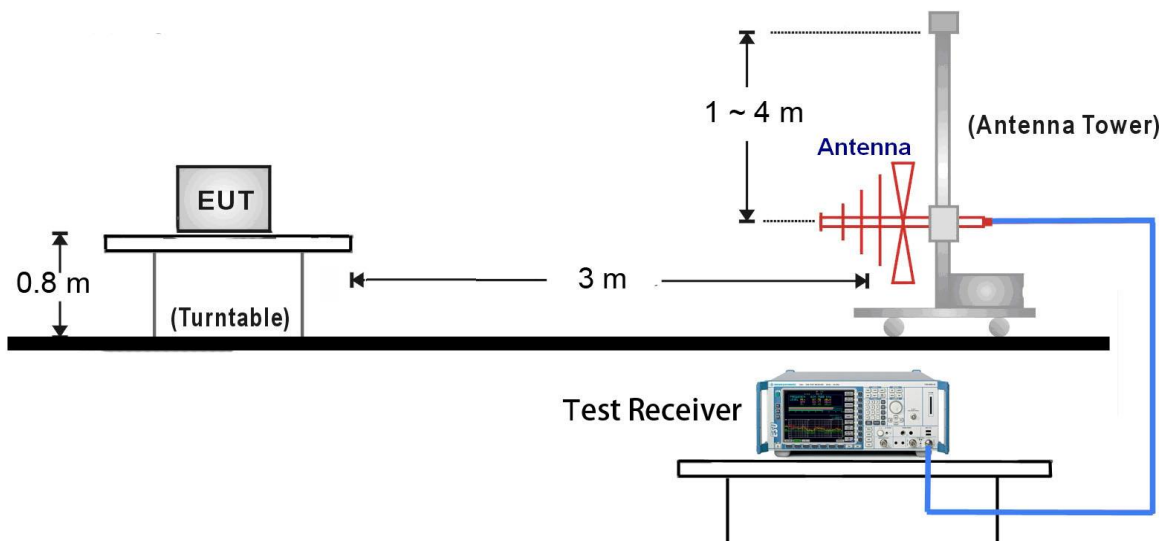 1 ~ 4 m
(Antenna Tower)
Antenna
EUT
0.8 m
3 m
(Turntable)
Test Receiver